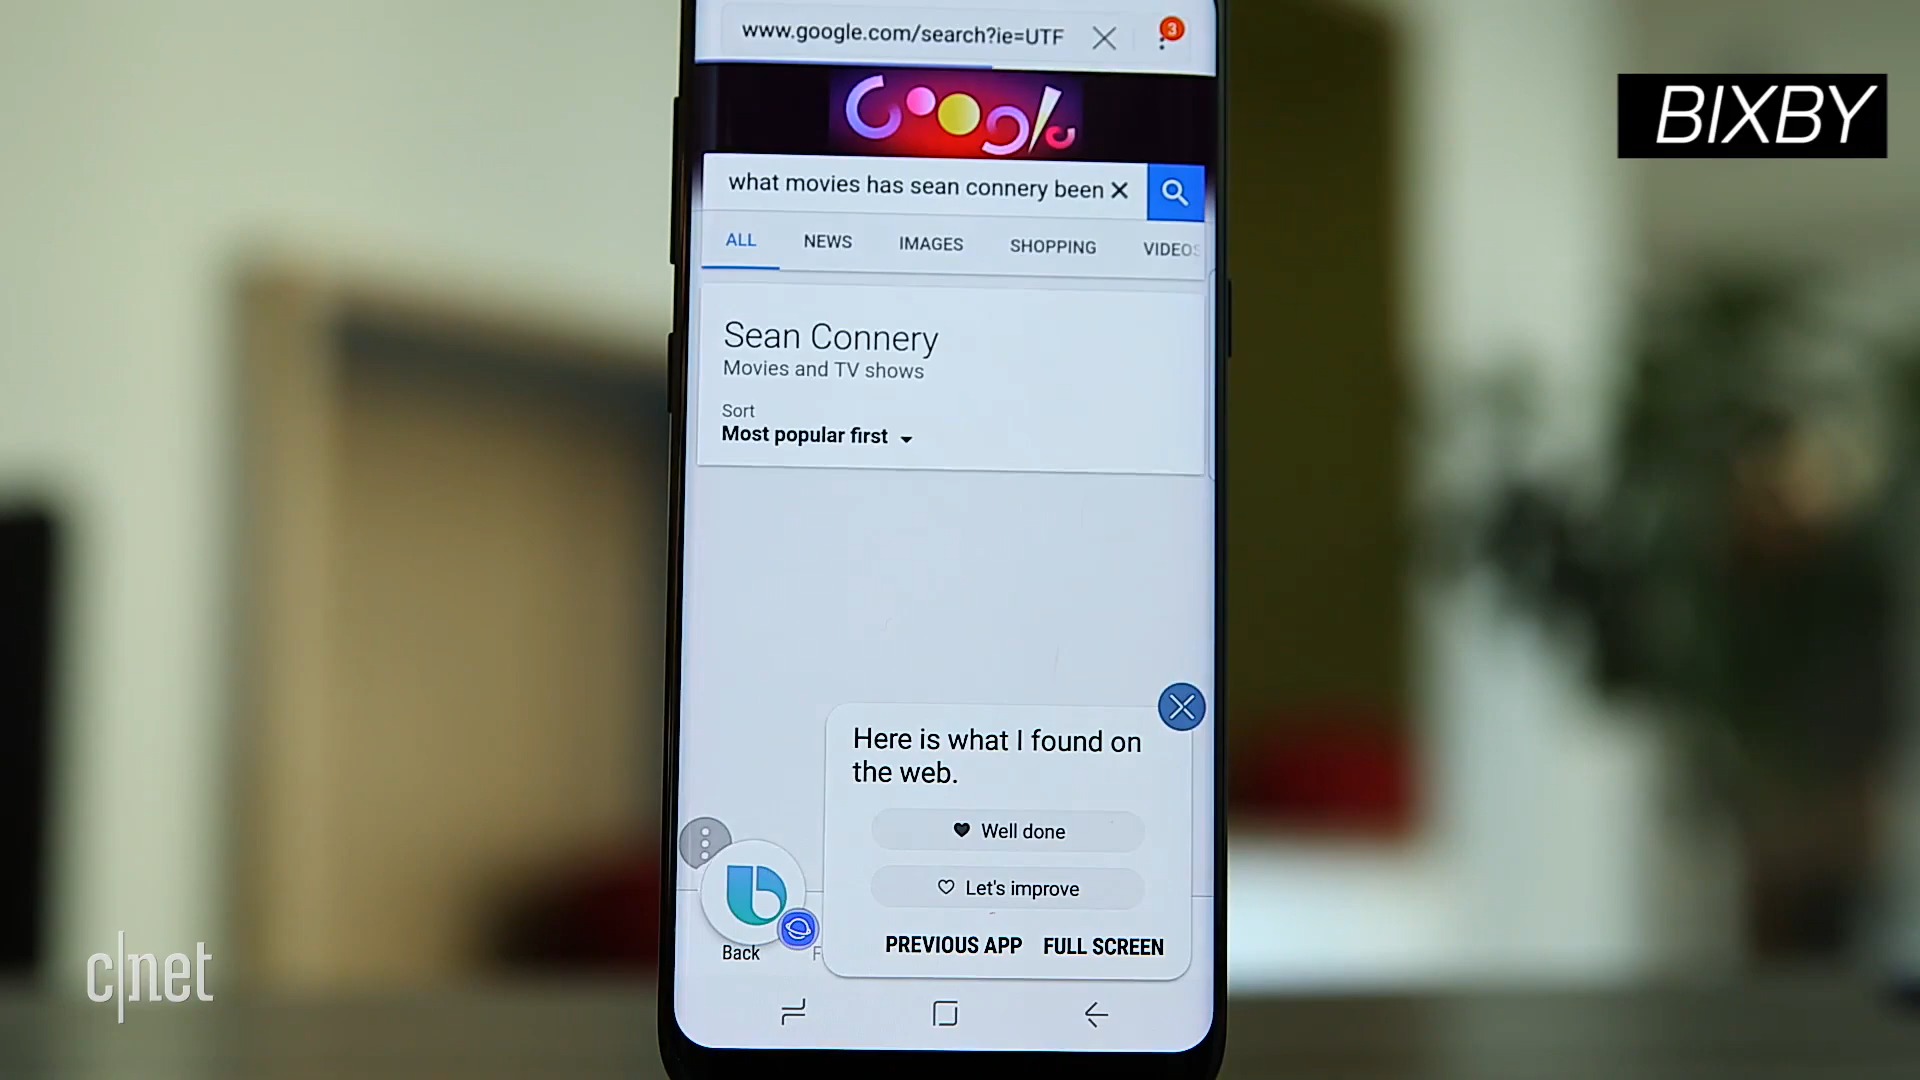 www.google.com/search?ie=UTF
3
BIXBY
Google
what movies has sean connery been
ALL NEWS IMAGES SHOPPING VIDEOS
Sean Connery
Movies and TV shows
Sort
Most popular first
Here is what I found on
the web.
Well done
Let's improve
PREVIOUS APP FULL SCREEN
Back F
c|net